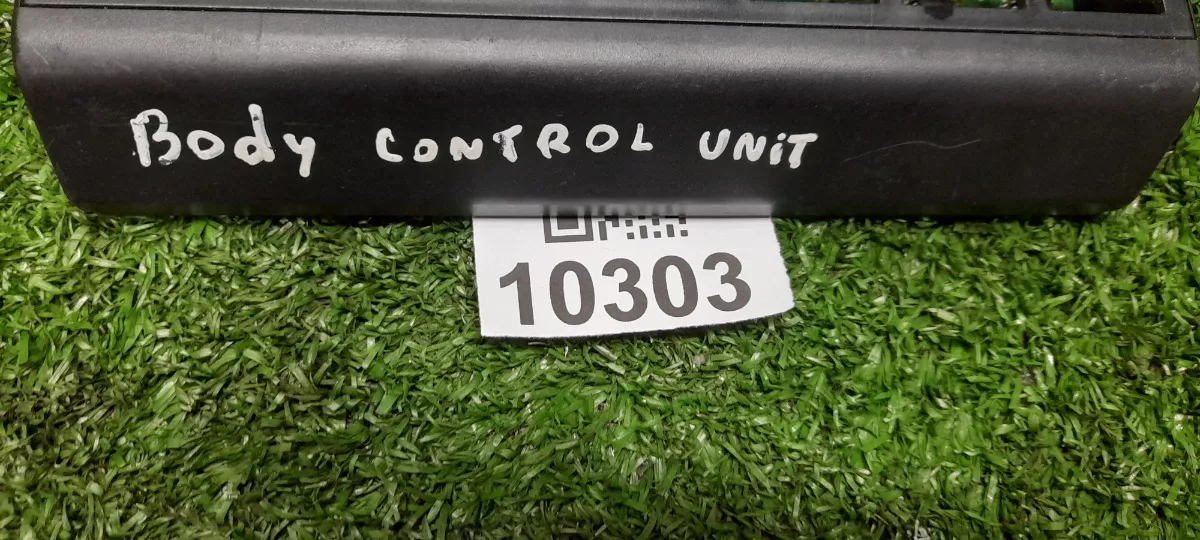 Body CONTROL UNiT
10303